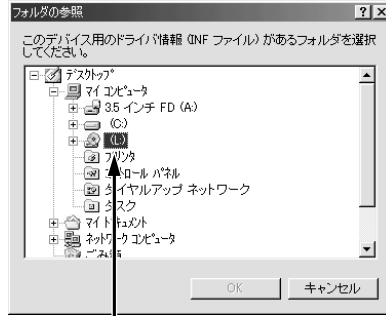 フォルダの参照
このデバイス用のドライバ情報 (INF ファイル) があるフォルダを選択
してください。
デスクトップ
マイ コンピュータ
3.5 インチ FD (A:)
(C:)
(L:)
プリンタ
コントロール パネル
ダイヤルアップ ネットワーク
タスク
マイ ドキュメント
ネットワーク コンピュータ
ごみ箱
OK
キャンセル